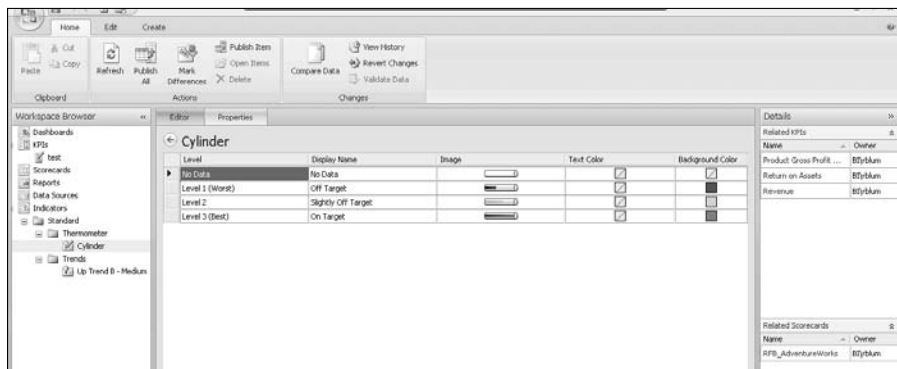 Home Edit Create
Paste
Cut
Copy
Clipboard
Refresh
Publish All
Mark Differences
Publish Item
Open Items
Delete
Actions
Compare Data
View History
Revert Changes
Validate Data
Changes
Workspace Browser
Dashboards
KPIs
test
Scorecards
Reports
Data Sources
Indicators
Standard
Thermometer
Cylinder
Trends
Up Trend B - Medium
Editor Properties
Cylinder
Level Display Name Image Text Color Background Color
No Data No Data
Level 1 (Worst) Off Target
Level 2 Slightly Off Target
Level 3 (Best) On Target
Details
Related KPIs
Name Owner
Product Gross Profit ...
Return on Assets
Revenue
Related Scorecards
Name Owner
RFB_AdventureWorks